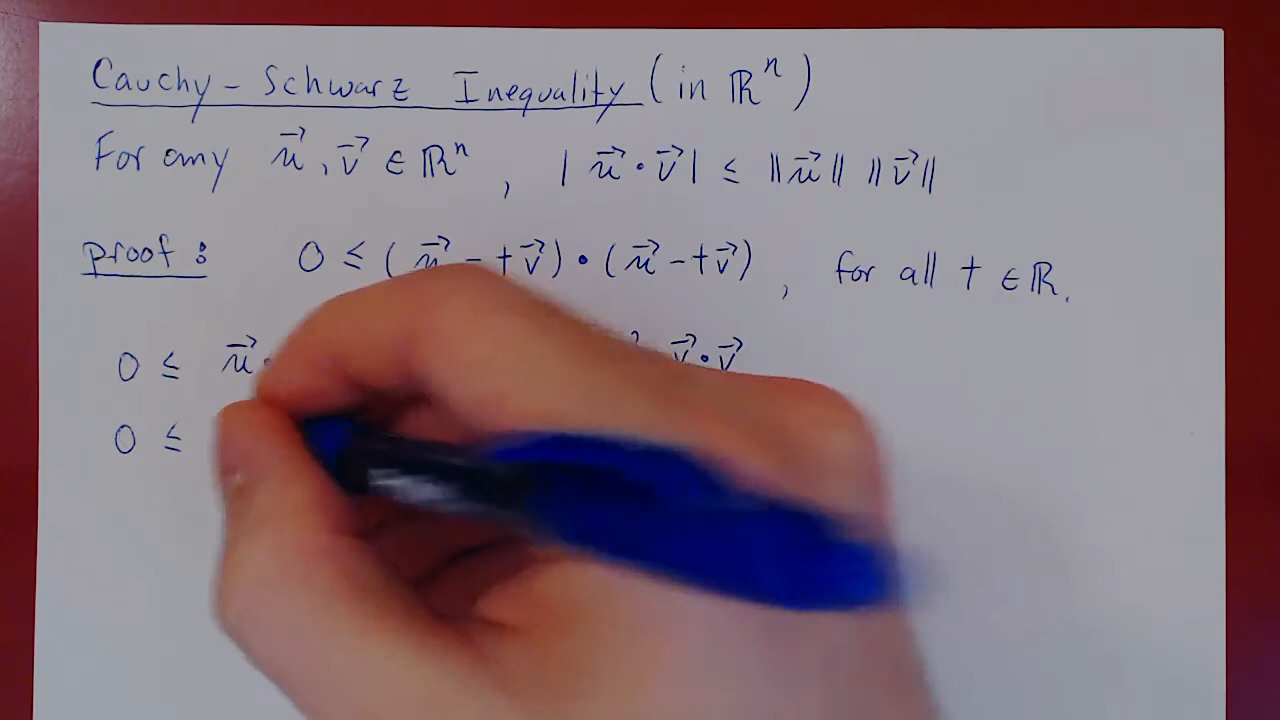 Cauchy - Schwarz Inequality (in ℝⁿ)
For any u⃗, v⃗ ∈ ℝⁿ, | u⃗ · v⃗ | ≤ ‖u⃗‖ ‖v⃗‖
proof : 0 ≤ ( u⃗ - t v⃗ ) · ( u⃗ - t v⃗ ) , for all t ∈ ℝ.
0 ≤ u⃗ · v⃗ · v⃗
0 ≤